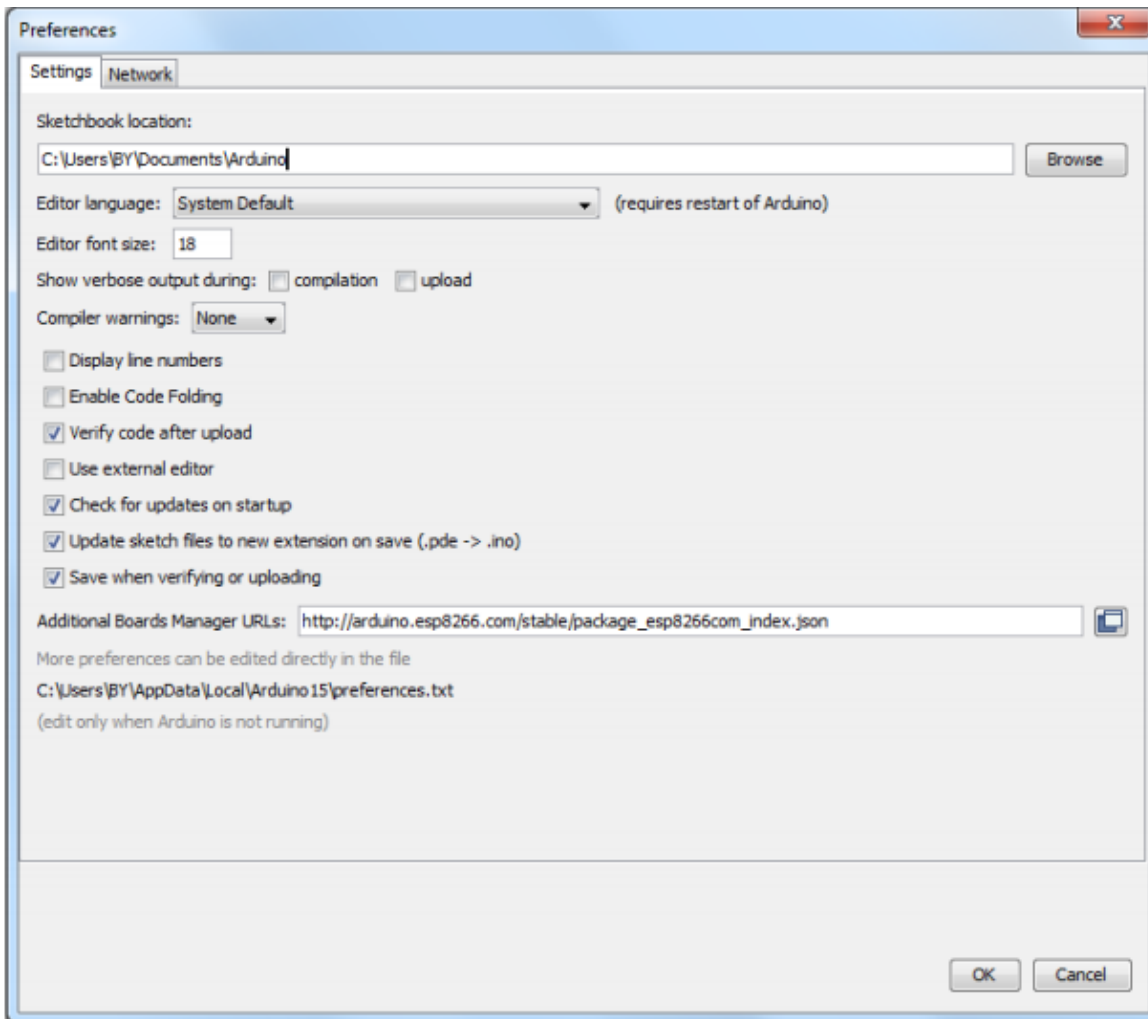 Preferences
Settings Network
Sketchbook location:
C:\Users\BY\Documents\Arduino Browse
Editor language: System Default (requires restart of Arduino)
Editor font size: 18
Show verbose output during: compilation upload
Compiler warnings: None
Display line numbers
Enable Code Folding
Verify code after upload
Use external editor
Check for updates on startup
Update sketch files to new extension on save (.pde -> .ino)
Save when verifying or uploading
Additional Boards Manager URLs: http://arduino.esp8266.com/stable/package_esp8266com_index.json
More preferences can be edited directly in the file
C:\Users\BY\AppData\Local\Arduino15\preferences.txt
(edit only when Arduino is not running)
OK Cancel